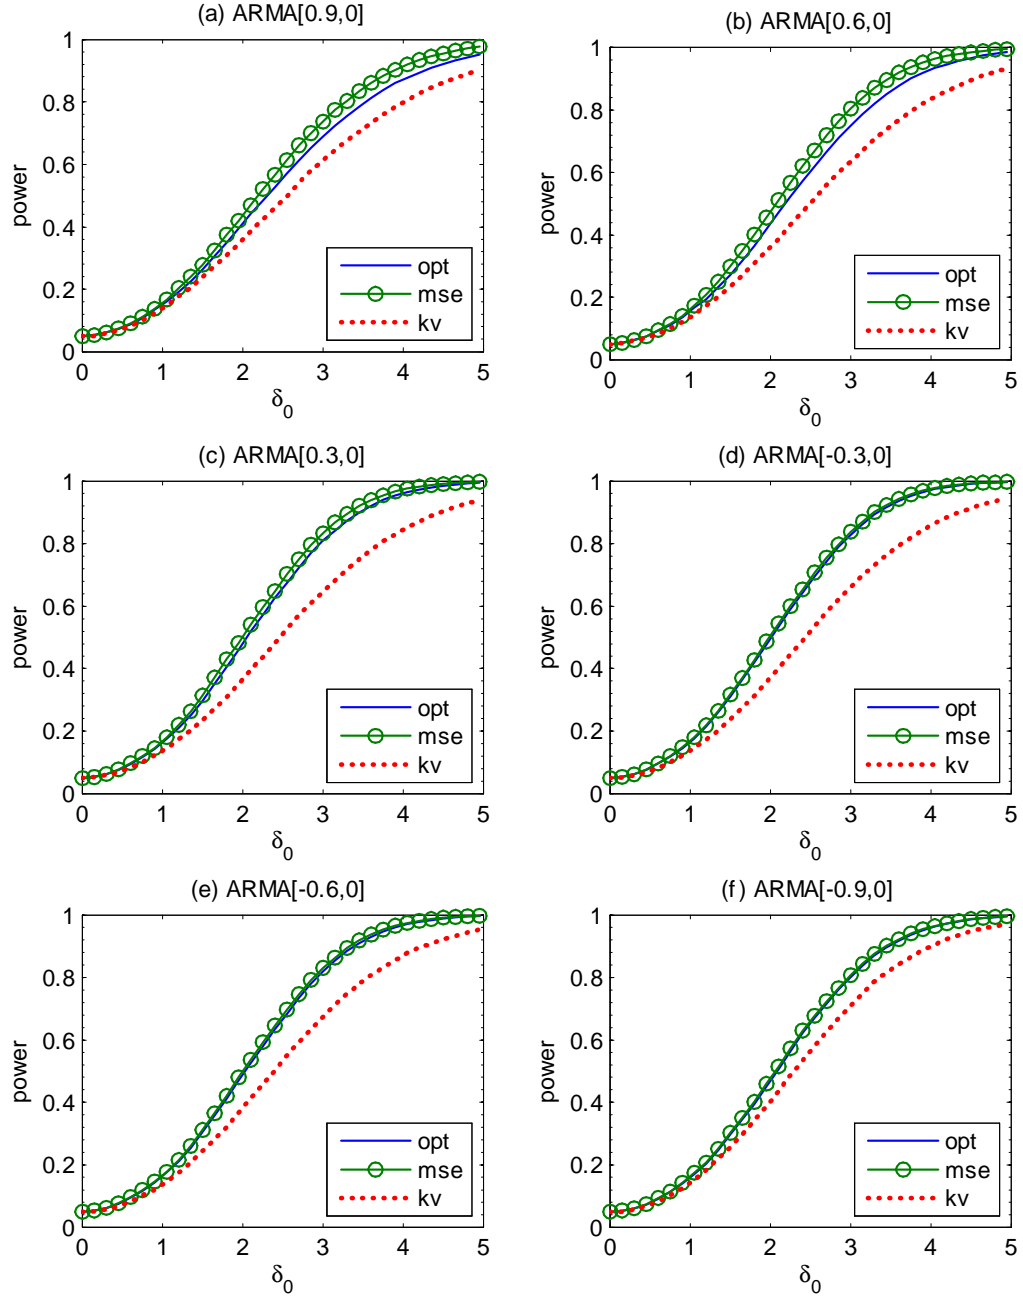 (a) ARMA[0.9,0]
1
0.8
0.6
0.4
0.2
0
power
opt
mse
kv
0 1 2 3 4 5
δ0
(b) ARMA[0.6,0]
1
0.8
0.6
0.4
0.2
0
power
opt
mse
kv
0 1 2 3 4 5
δ0
(c) ARMA[0.3,0]
1
0.8
0.6
0.4
0.2
0
power
opt
mse
kv
0 1 2 3 4 5
δ0
(d) ARMA[-0.3,0]
1
0.8
0.6
0.4
0.2
0
power
opt
mse
kv
0 1 2 3 4 5
δ0
(e) ARMA[-0.6,0]
1
0.8
0.6
0.4
0.2
0
power
opt
mse
kv
0 1 2 3 4 5
δ0
(f) ARMA[-0.9,0]
1
0.8
0.6
0.4
0.2
0
power
opt
mse
kv
0 1 2 3 4 5
δ0